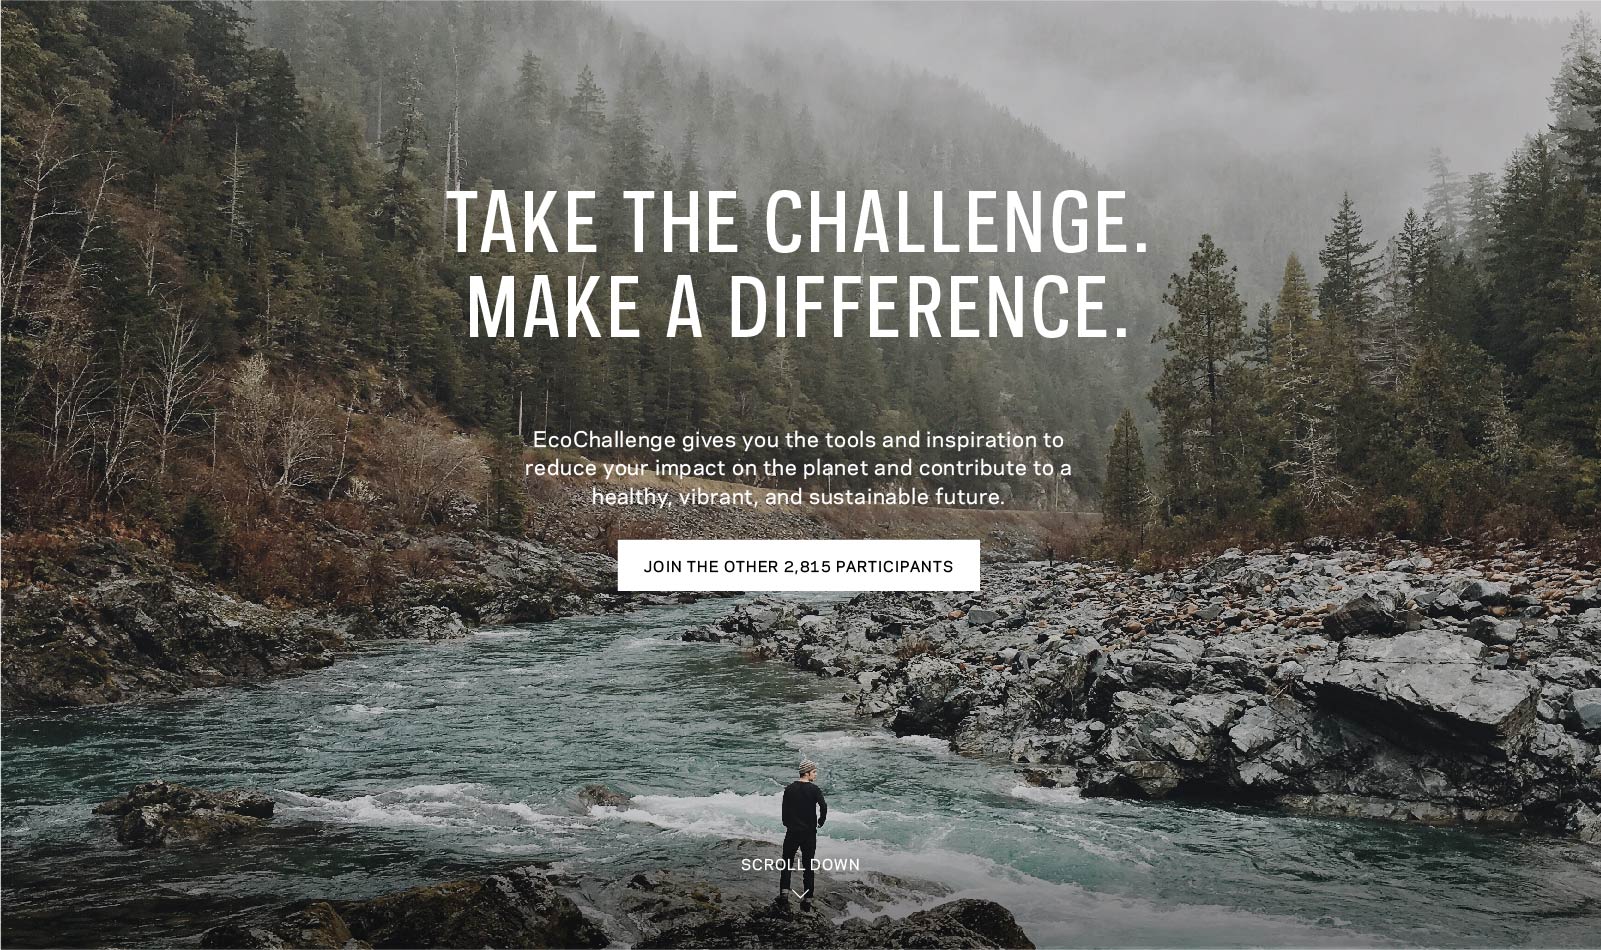 TAKE THE CHALLENGE.
MAKE A DIFFERENCE.
EcoChallenge gives you the tools and inspiration to
reduce your impact on the planet and contribute to a
healthy, vibrant, and sustainable future.
JOIN THE OTHER 2,815 PARTICIPANTS
SCROLL DOWN